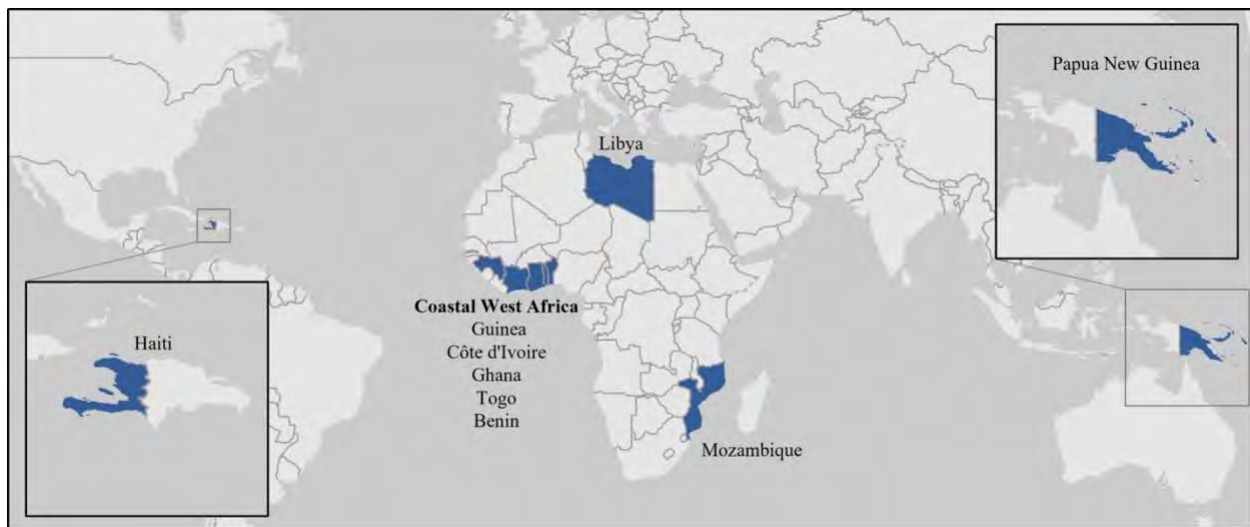 Papua New Guinea
Libya
Coastal West Africa
Guinea
Côte d'Ivoire
Ghana
Togo
Benin
Haiti
Mozambique